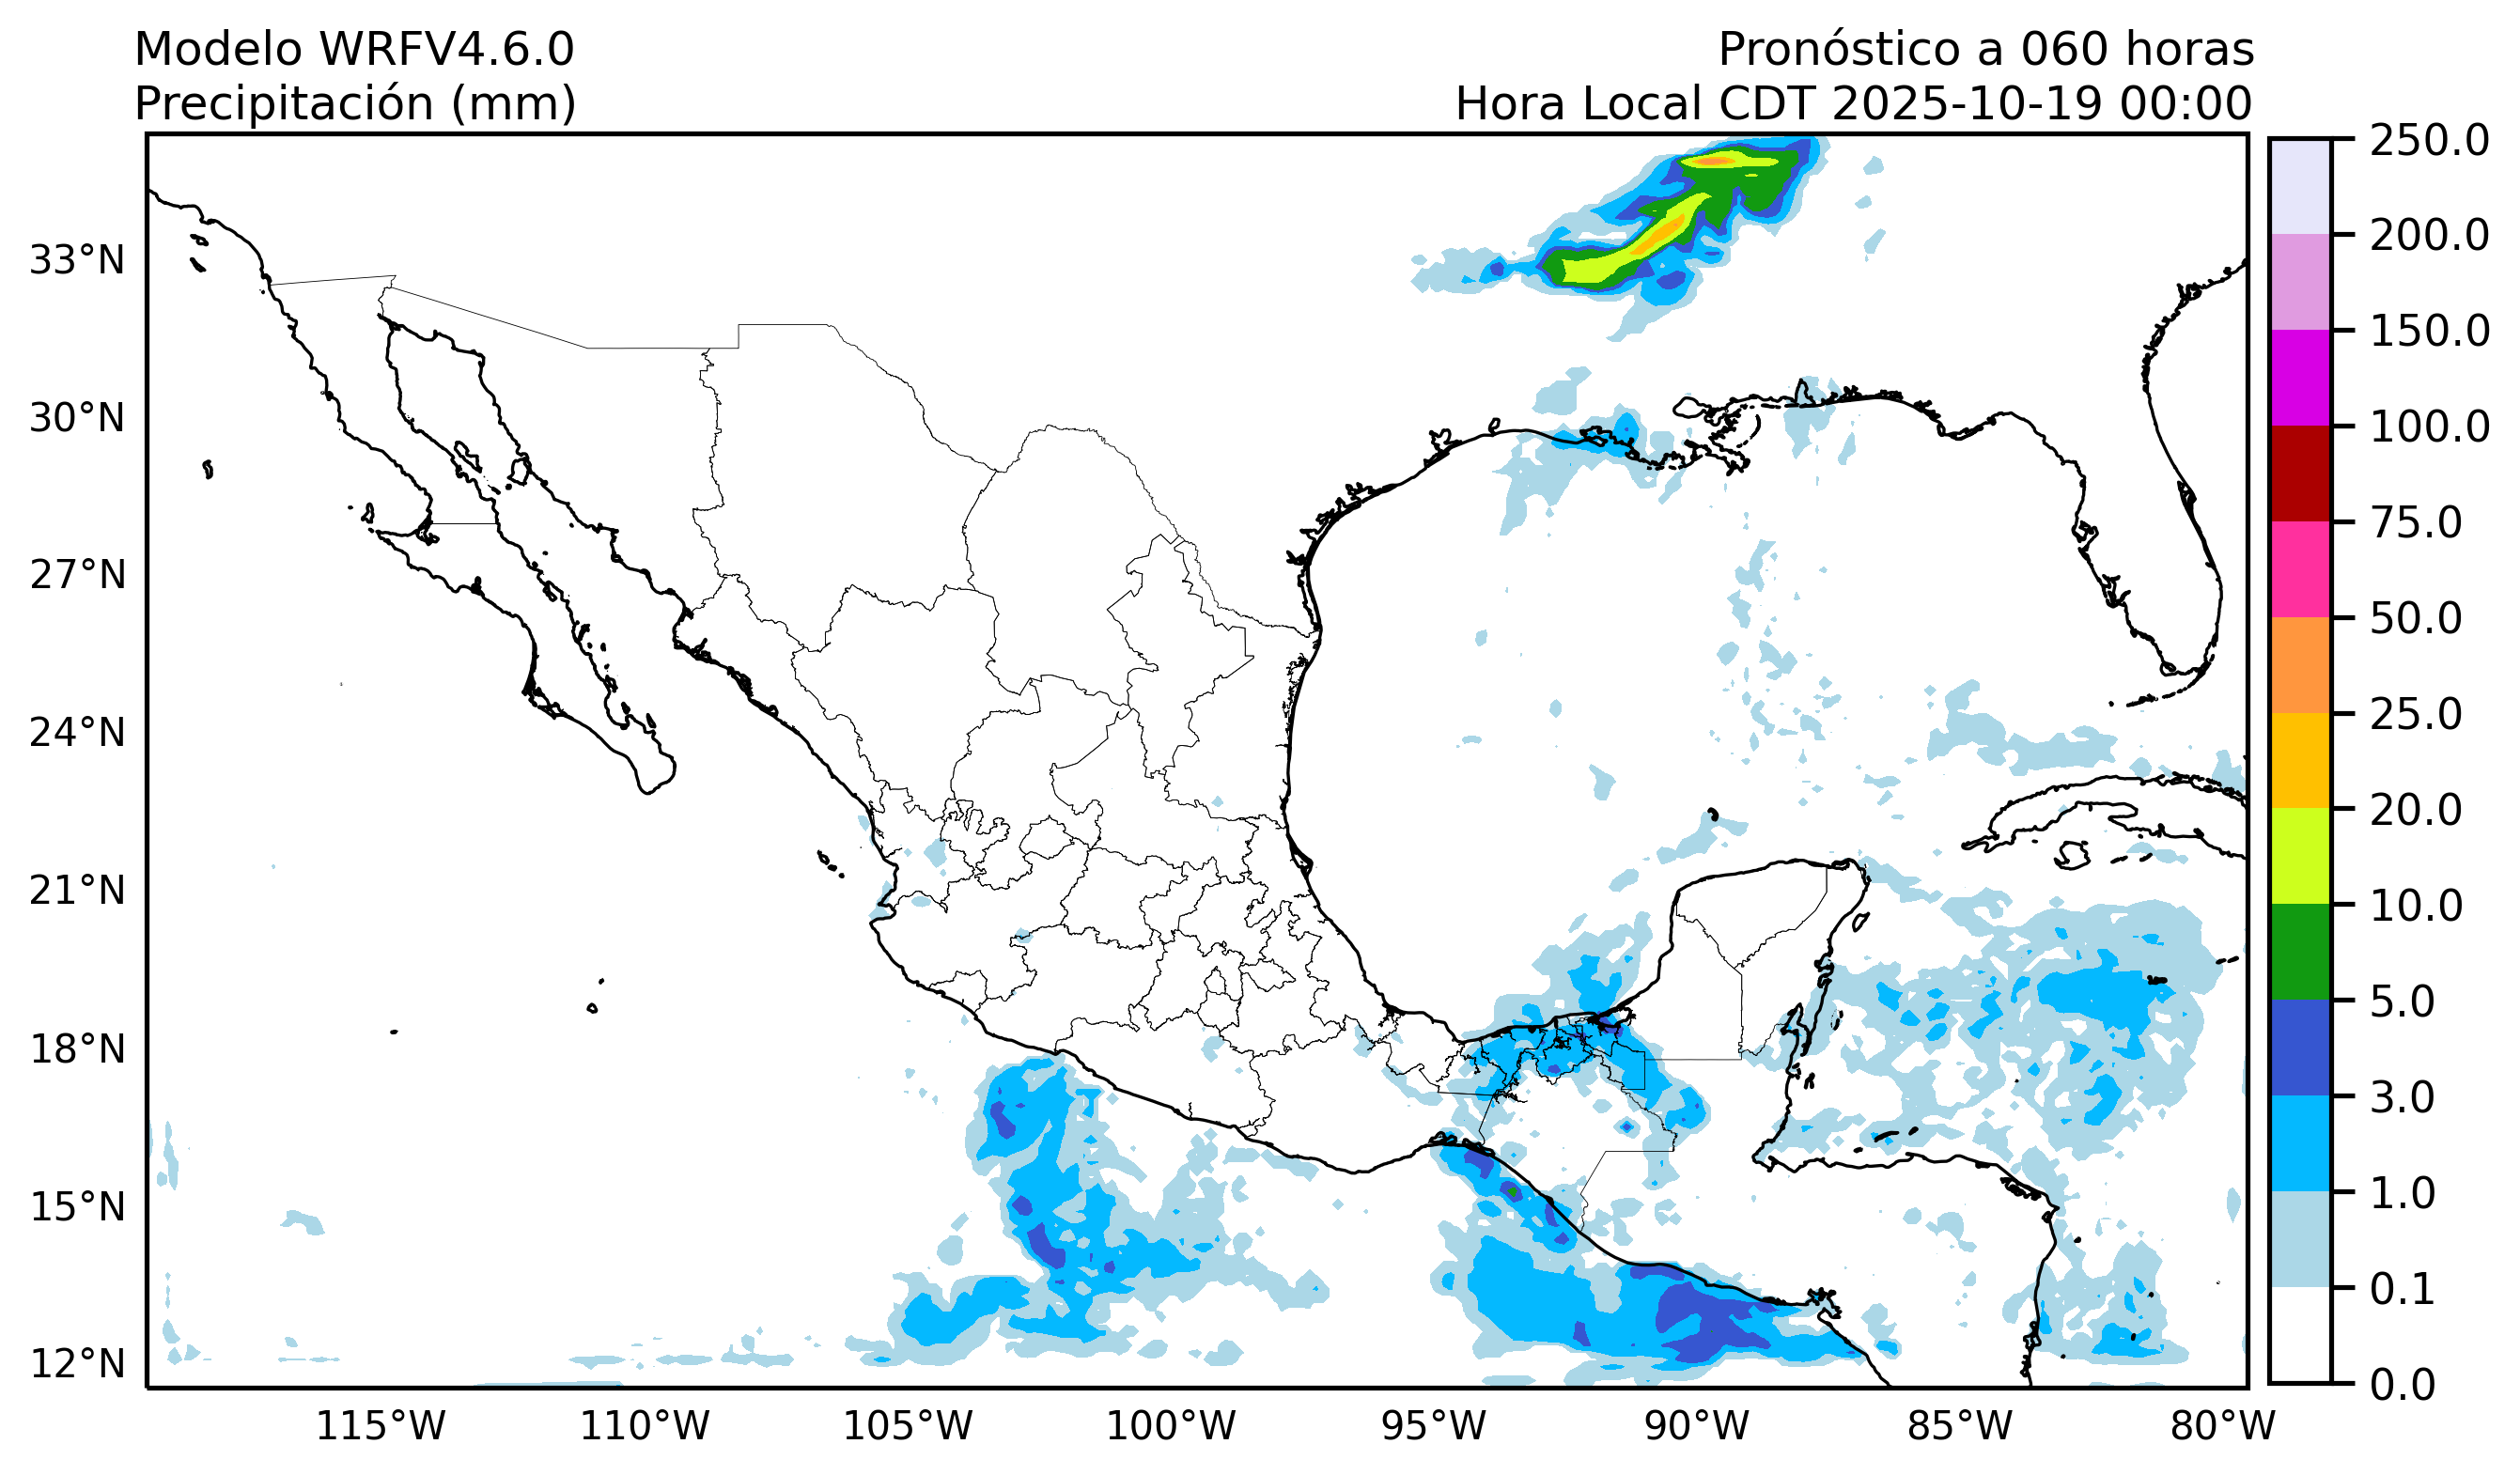 Modelo WRFV4.6.0
Precipitación (mm)
Pronóstico a 060 horas
Hora Local CDT 2025-10-19 00:00
33°N
30°N
27°N
24°N
21°N
18°N
15°N
12°N
115°W
110°W
105°W
100°W
95°W
90°W
85°W
80°W
250.0
200.0
150.0
100.0
75.0
50.0
25.0
20.0
10.0
5.0
3.0
1.0
0.1
0.0